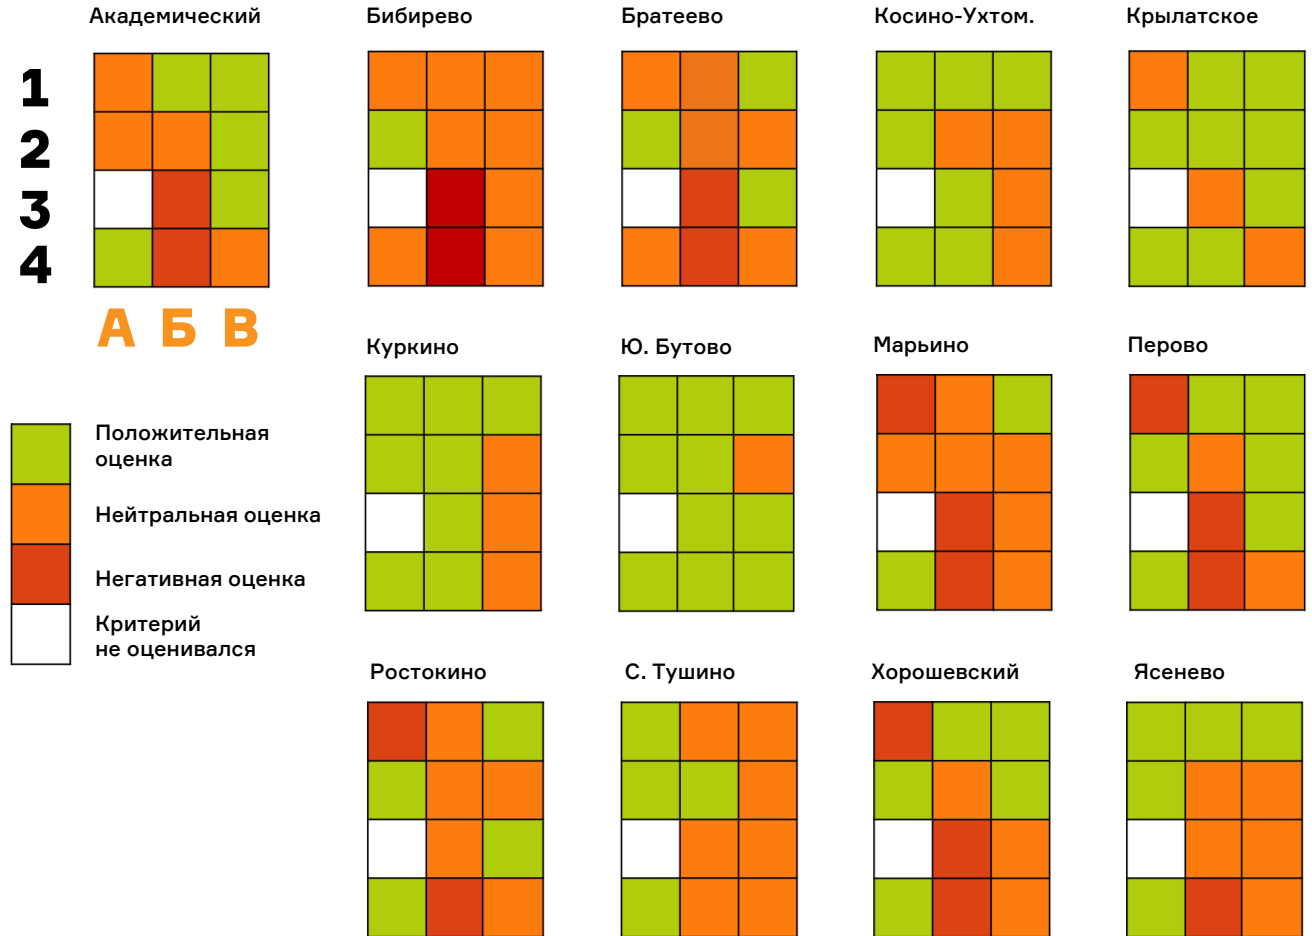 Академический
Бибирево
Братеево
Косино-Ухтом.
Крылатское
1
2
3
4
А Б В
Куркино
Ю. Бутово
Марьино
Перово
Положительная
оценка
Нейтральная оценка
Негативная оценка
Критерий
не оценивался
Ростокино
С. Тушино
Хорошевский
Ясенево